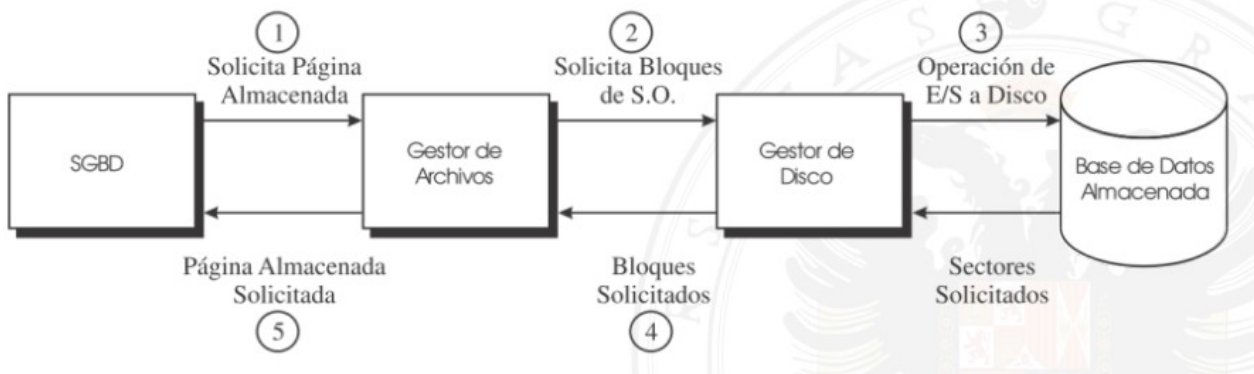 1
Solicita Página
Almacenada
2
Solicita Bloques
de S.O.
3
Operación de
E/S a Disco
SGBD
Gestor de
Archivos
Gestor de
Disco
Base de Datos
Almacenada
Página Almacenada
Solicitada
5
Bloques
Solicitados
4
Sectores
Solicitados